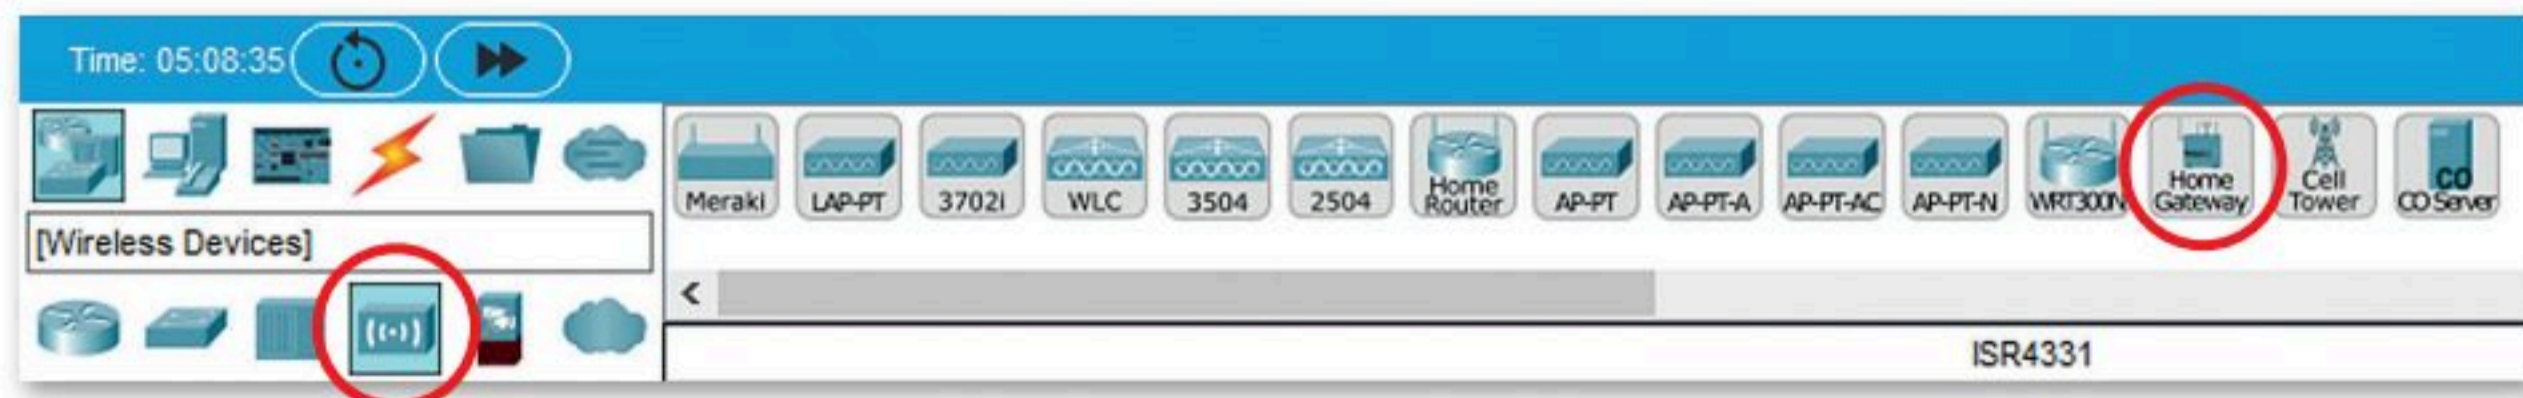 Time: 05:08:35
[Wireless Devices]
Meraki
LAP-PT
3702i
WLC
3504
2504
Home
Router
AP-PT
AP-PT-A
AP-PT-AC
AP-PT-N
WRT300N
Home
Gateway
Cell
Tower
CO
CO Server
ISR4331